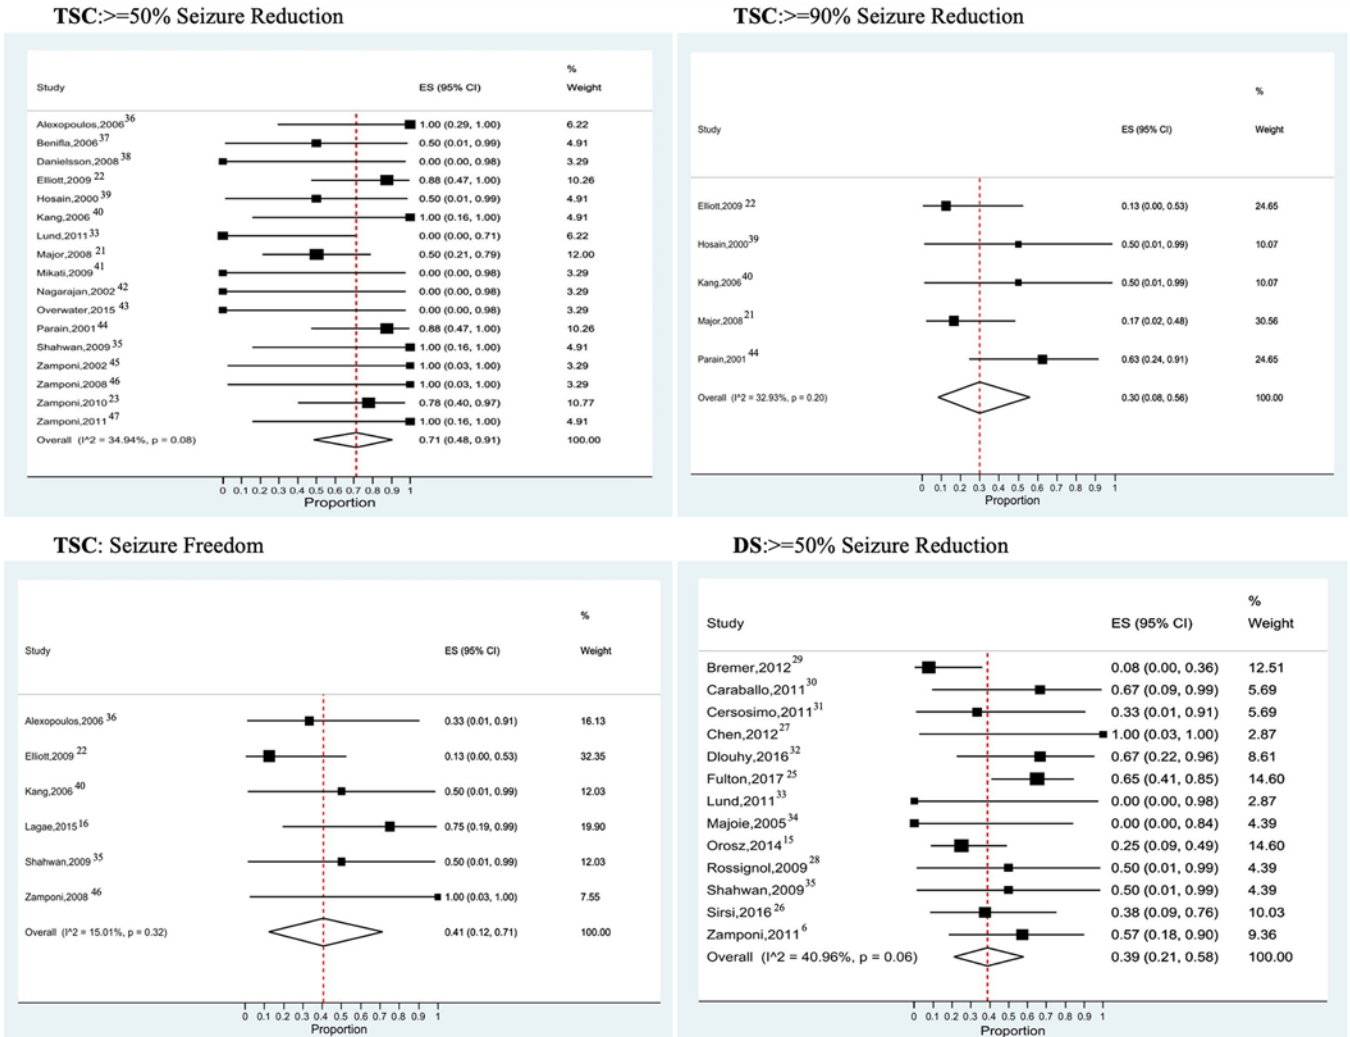 TSC:>=50% Seizure Reduction
%
Study ES (95% CI) Weight
Alexopoulos,2006 36 1.00 (0.29, 1.00) 6.22
Benifla,2006 37 0.50 (0.01, 0.99) 4.91
Danielsson,2008 38 0.00 (0.00, 0.98) 3.29
Elliott,2009 22 0.88 (0.47, 1.00) 10.26
Hosain,2000 39 0.50 (0.01, 0.99) 4.91
Kang,2006 40 1.00 (0.16, 1.00) 4.91
Lund,2011 33 0.00 (0.00, 0.71) 6.22
Major,2008 21 0.50 (0.21, 0.79) 12.00
Mikati,2009 41 0.00 (0.00, 0.98) 3.29
Nagarajan,2002 42 0.00 (0.00, 0.98) 3.29
Overwater,2015 43 0.00 (0.00, 0.98) 3.29
Parain,2001 44 0.88 (0.47, 1.00) 10.26
Shahwan,2009 35 1.00 (0.16, 1.00) 4.91
Zamponi,2002 45 1.00 (0.03, 1.00) 3.29
Zamponi,2008 46 1.00 (0.03, 1.00) 3.29
Zamponi,2010 23 0.78 (0.40, 0.97) 10.77
Zamponi,2011 47 1.00 (0.16, 1.00) 4.91
Overall (I^2 = 34.94%, p = 0.08) 0.71 (0.48, 0.91) 100.00
0 0.1 0.2 0.3 0.4 0.5 0.6 0.7 0.8 0.9 1
Proportion
TSC:>=90% Seizure Reduction
%
Study ES (95% CI) Weight
Elliott,2009 22 0.13 (0.00, 0.53) 24.65
Hosain,2000 39 0.50 (0.01, 0.99) 10.07
Kang,2006 40 0.50 (0.01, 0.99) 10.07
Major,2008 21 0.17 (0.02, 0.48) 30.56
Parain,2001 44 0.63 (0.24, 0.91) 24.65
Overall (I^2 = 32.93%, p = 0.20) 0.30 (0.08, 0.56) 100.00
0 0.1 0.2 0.3 0.4 0.5 0.6 0.7 0.8 0.9 1
Proportion
TSC: Seizure Freedom
%
Study ES (95% CI) Weight
Alexopoulos,2006 36 0.33 (0.01, 0.91) 16.13
Elliott,2009 22 0.13 (0.00, 0.53) 32.35
Kang,2006 40 0.50 (0.01, 0.99) 12.03
Lagae,2015 16 0.75 (0.19, 0.99) 19.90
Shahwan,2009 35 0.50 (0.01, 0.99) 12.03
Zamponi,2008 46 1.00 (0.03, 1.00) 7.55
Overall (I^2 = 15.01%, p = 0.32) 0.41 (0.12, 0.71) 100.00
0 0.1 0.2 0.3 0.4 0.5 0.6 0.7 0.8 0.9 1
Proportion
DS:>=50% Seizure Reduction
%
Study ES (95% CI) Weight
Bremer,2012 29 0.08 (0.00, 0.36) 12.51
Caraballo,2011 30 0.67 (0.09, 0.99) 5.69
Cersosimo,2011 31 0.33 (0.01, 0.91) 5.69
Chen,2012 27 1.00 (0.03, 1.00) 2.87
Dlouhy,2016 32 0.67 (0.22, 0.96) 8.61
Fulton,2017 25 0.65 (0.41, 0.85) 14.60
Lund,2011 33 0.00 (0.00, 0.98) 2.87
Majoie,2005 34 0.00 (0.00, 0.84) 4.39
Orosz,2014 15 0.25 (0.09, 0.49) 14.60
Rossignol,2009 28 0.50 (0.01, 0.99) 4.39
Shahwan,2009 35 0.50 (0.01, 0.99) 4.39
Sirsi,2016 26 0.38 (0.09, 0.76) 10.03
Zamponi,2011 6 0.57 (0.18, 0.90) 9.36
Overall (I^2 = 40.96%, p = 0.06) 0.39 (0.21, 0.58) 100.00
0 0.1 0.2 0.3 0.4 0.5 0.6 0.7 0.8 0.9 1
Proportion